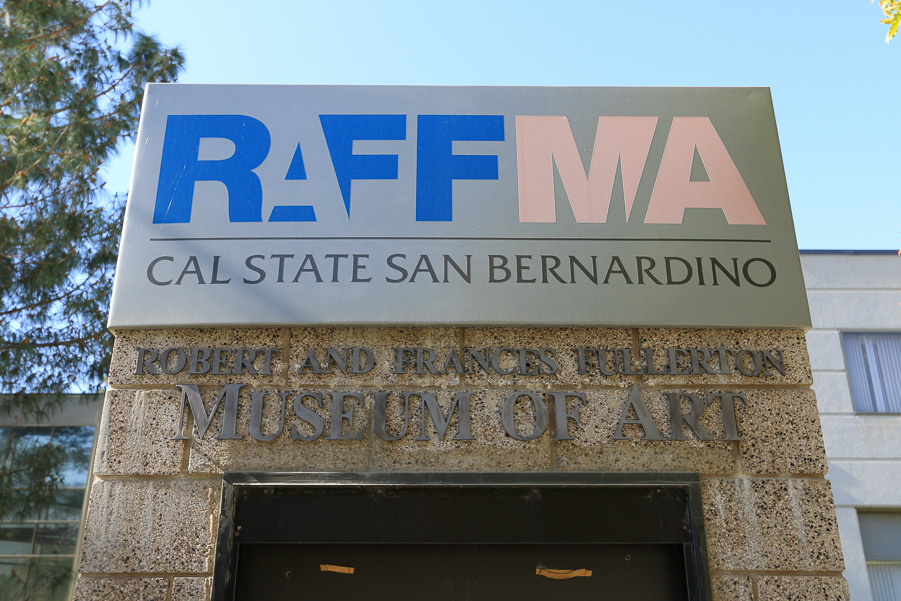 RAFFMA
CAL STATE SAN BERNARDINO
ROBERT AND FRANCES FULLERTON
MUSEUM OF ART